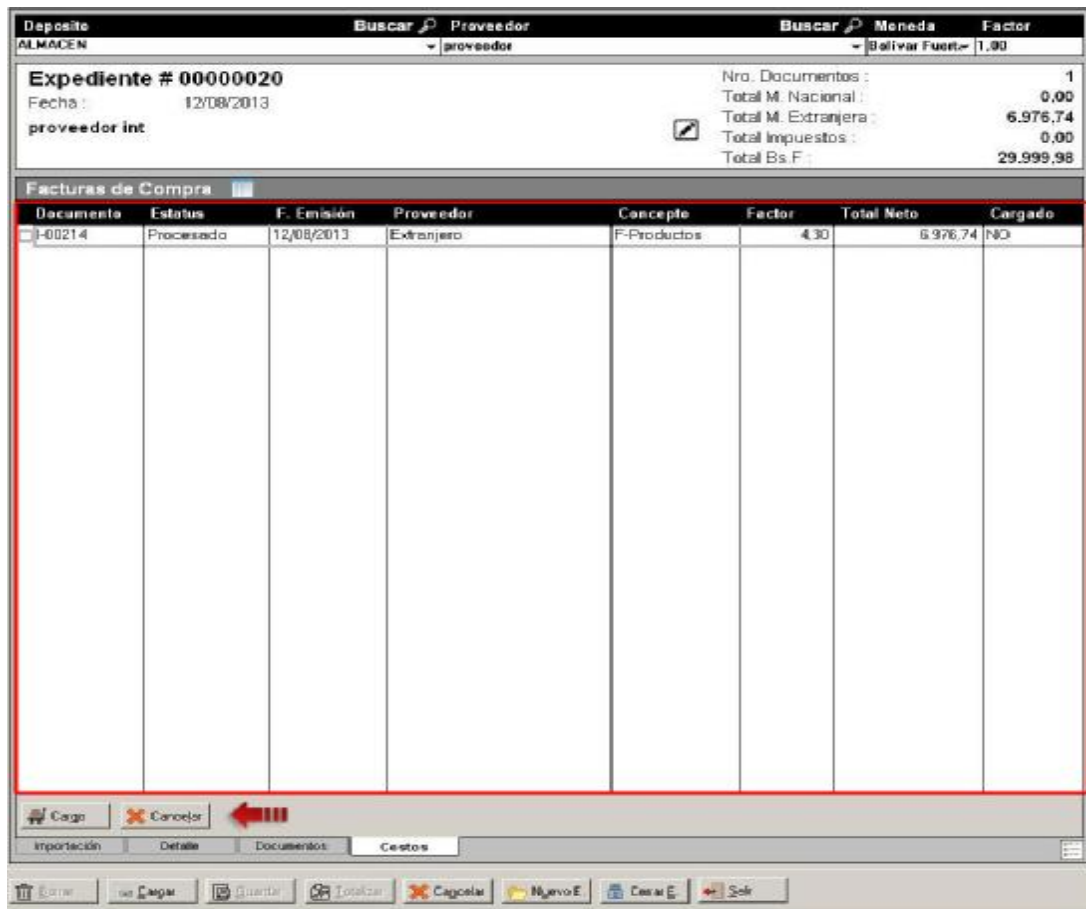 Deposito Buscar Proveedor Buscar Moneda Factor
ALMACEN proveedor Bolivar Fuert 1,00
Expediente # 00000020
Fecha : 12/08/2013
proveedor int
Nro. Documentos : 1
Total M. Nacional : 0,00
Total M. Extranjera : 6.976,74
Total Impuestos : 0,00
Total Bs.F : 29.999,98
Facturas de Compra
Documento Estatus F. Emisión Proveedor Concepto Factor Total Neto Cargado
I-00214 Procesado 12/08/2013 Extranjero F-Productos 4,30 6.976,74 NO
Cargo Cancelar
Importación Detalle Documentos Costos
Borrar Cargar Guardar Totalizar Cancelar Nuevo E. Cerrar E. Salir